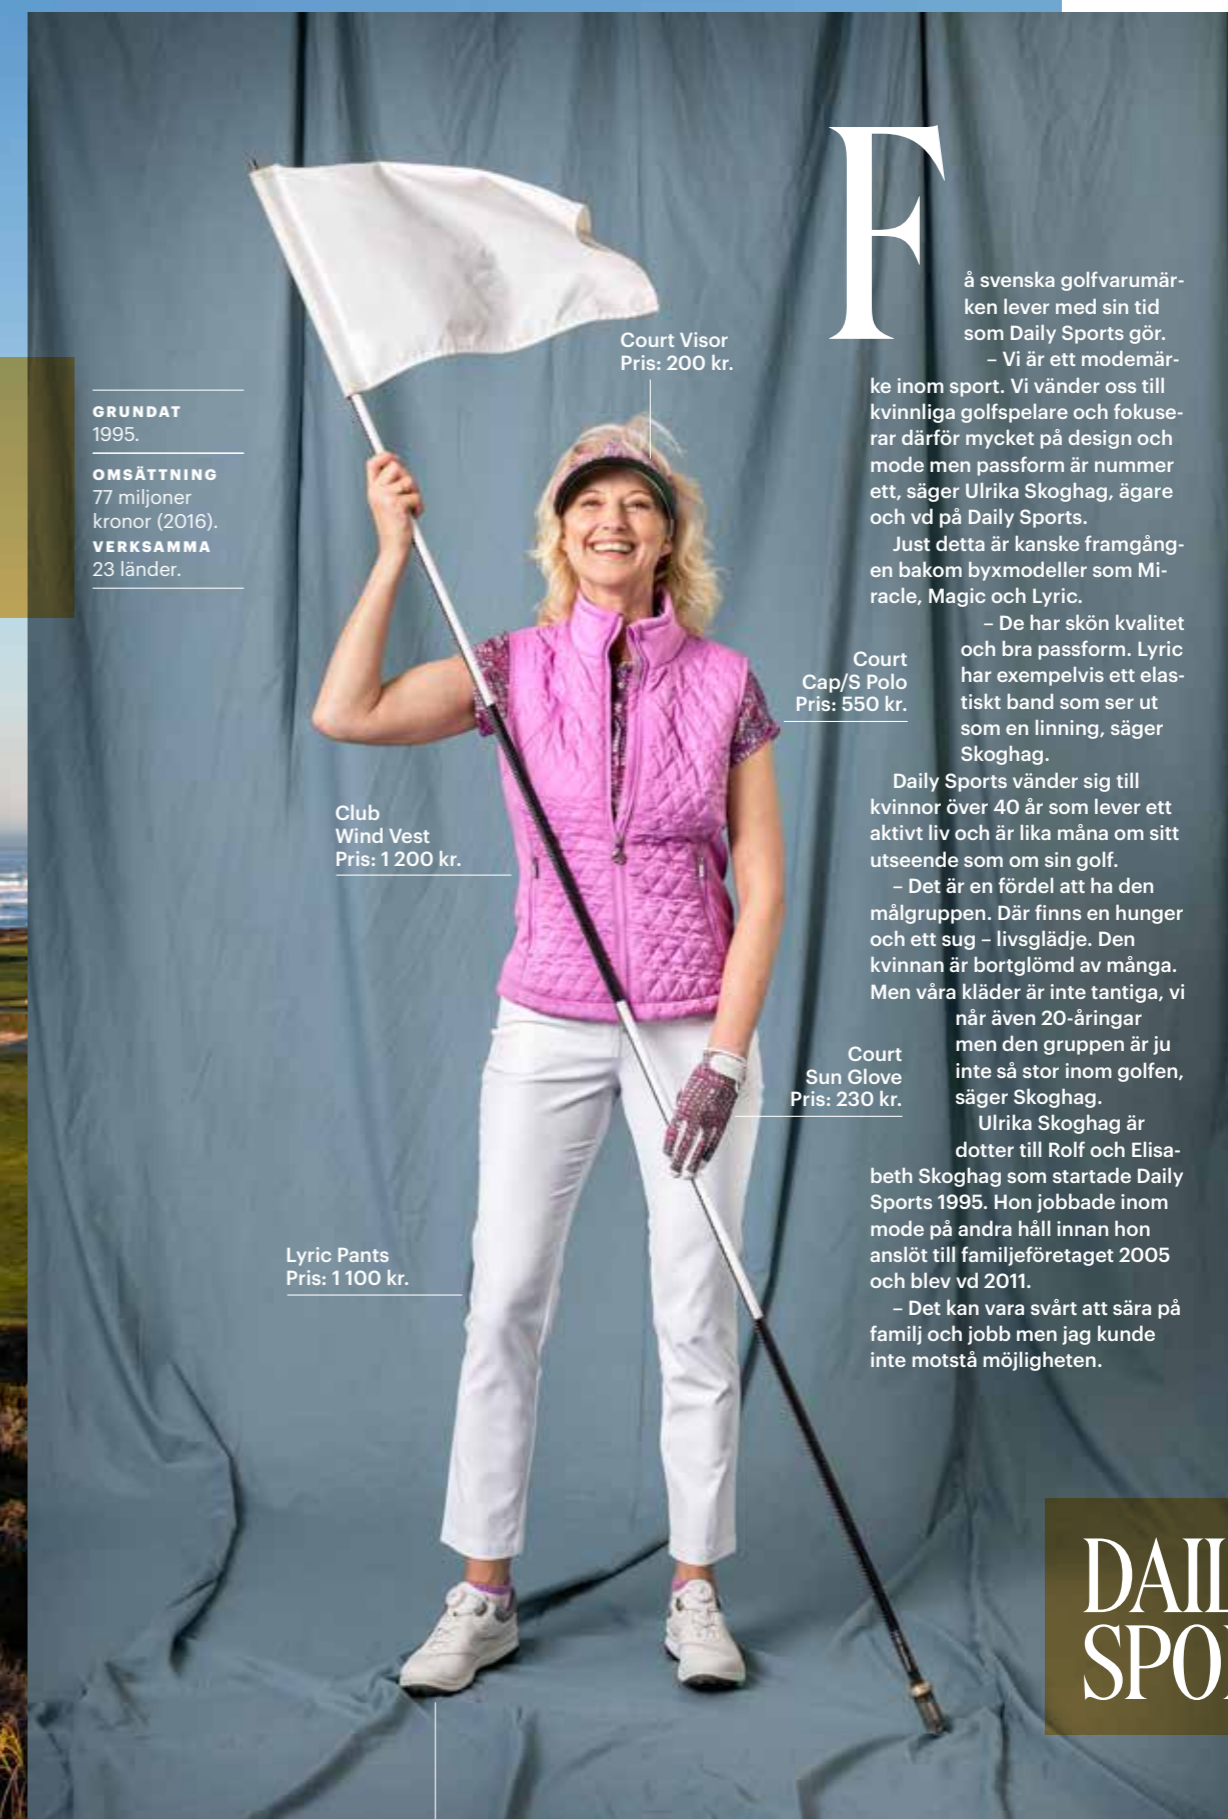 GRUNDAT
1995.
OMSÄTTNING
77 miljoner
kronor (2016).
VERKSAMMA
23 länder.
Court Visor
Pris: 200 kr.
Court
Cap/S Polo
Pris: 550 kr.
Club
Wind Vest
Pris: 1 200 kr.
Court
Sun Glove
Pris: 230 kr.
Lyric Pants
Pris: 1 100 kr.
F
å svenska golfvarumär-
ken lever med sin tid
som Daily Sports gör.
– Vi är ett modemär-
ke inom sport. Vi vänder oss till
kvinnliga golfspelare och fokuse-
rar därför mycket på design och
mode men passform är nummer
ett, säger Ulrika Skoghag, ägare
och vd på Daily Sports.
Just detta är kanske framgång-
en bakom byxmodeller som Mi-
racle, Magic och Lyric.
– De har skön kvalitet
och bra passform. Lyric
har exempelvis ett elas-
tiskt band som ser ut
som en linning, säger
Skoghag.
Daily Sports vänder sig till
kvinnor över 40 år som lever ett
aktivt liv och är lika måna om sitt
utseende som om sin golf.
– Det är en fördel att ha den
målgruppen. Där finns en hunger
och ett sug – livsglädje. Den
kvinnan är bortglömd av många.
Men våra kläder är inte tantiga, vi
når även 20-åringar
men den gruppen är ju
inte så stor inom golfen,
säger Skoghag.
Ulrika Skoghag är
dotter till Rolf och Elisa-
beth Skoghag som startade Daily
Sports 1995. Hon jobbade inom
mode på andra håll innan hon
anslöt till familjeföretaget 2005
och blev vd 2011.
– Det kan vara svårt att sära på
familj och jobb men jag kunde
inte motstå möjligheten.
DAIL
SPO